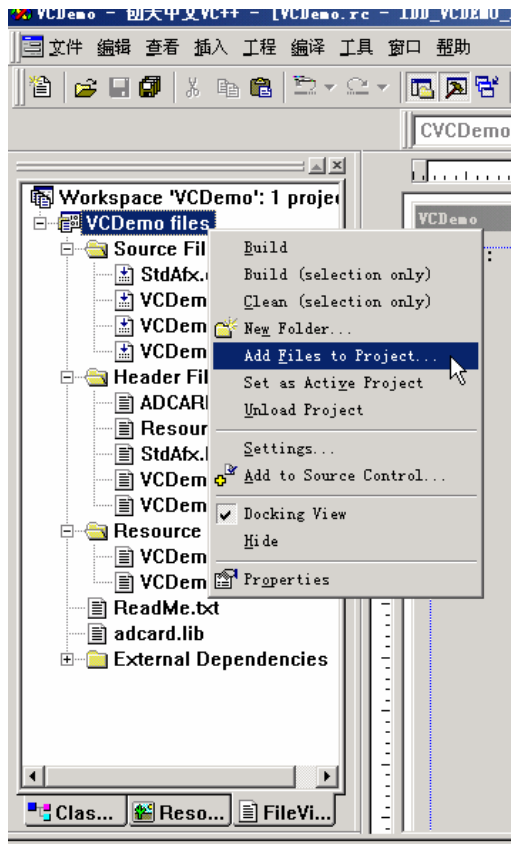 VCDemo - 创天中文VC++ - [VCDemo.rc - IDD_VCDEMO_
文件 编辑 查看 插入 工程 编译 工具 窗口 帮助
CVCDemo
Workspace 'VCDemo': 1 proje
VCDemo files
VCDemo
Source Fil
StdAfx.
VCDem
VCDem
VCDem
Header Fil
ADCARI
Resour
StdAfx.
VCDem
VCDem
Resource
VCDem
VCDem
ReadMe.txt
adcard.lib
External Dependencies
Build
Build (selection only)
Clean (selection only)
New Folder...
Add Files to Project...
Set as Active Project
Unload Project
Settings...
Add to Source Control...
Docking View
Hide
Properties
Clas... Reso... FileVi...